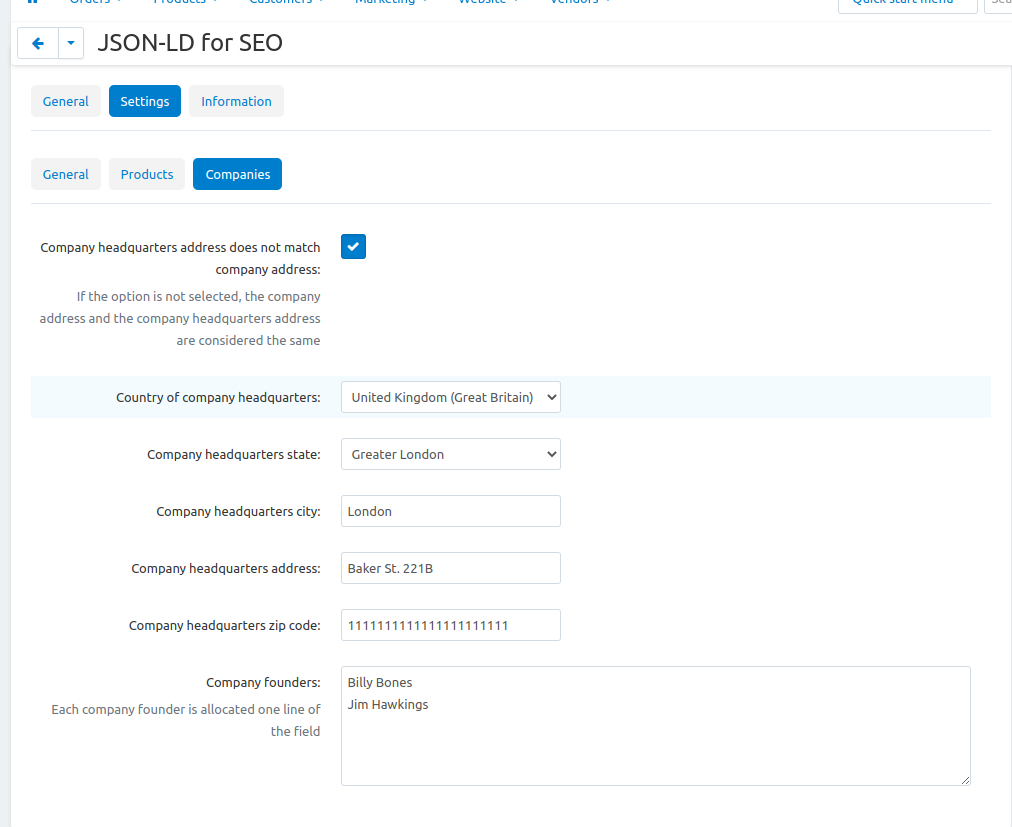 Orders Products Customers Marketing Website Vendors Quick start menu
JSON-LD for SEO
General Settings Information
General Products Companies
Company headquarters address does not match
company address:
If the option is not selected, the company
address and the company headquarters address
are considered the same
Country of company headquarters: United Kingdom (Great Britain)
Company headquarters state: Greater London
Company headquarters city: London
Company headquarters address: Baker St. 221B
Company headquarters zip code: 1111111111111111111111
Company founders: Billy Bones
Jim Hawkings
Each company founder is allocated one line of
the field